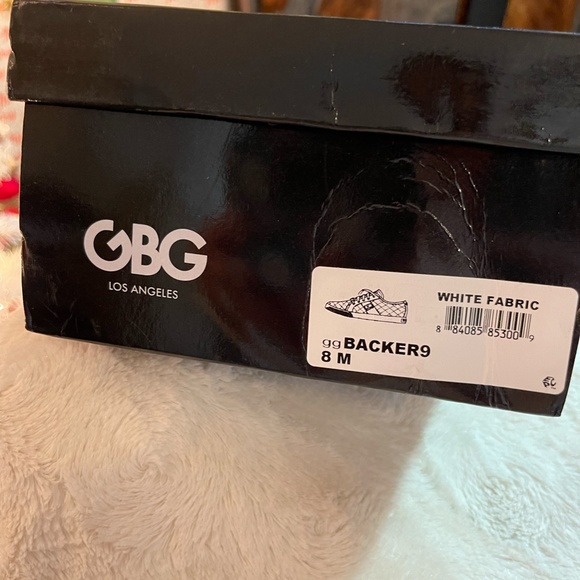 GBG
LOS ANGELES
WHITE FABRIC
8 84085 85300 9
ggBACKER9
8 M